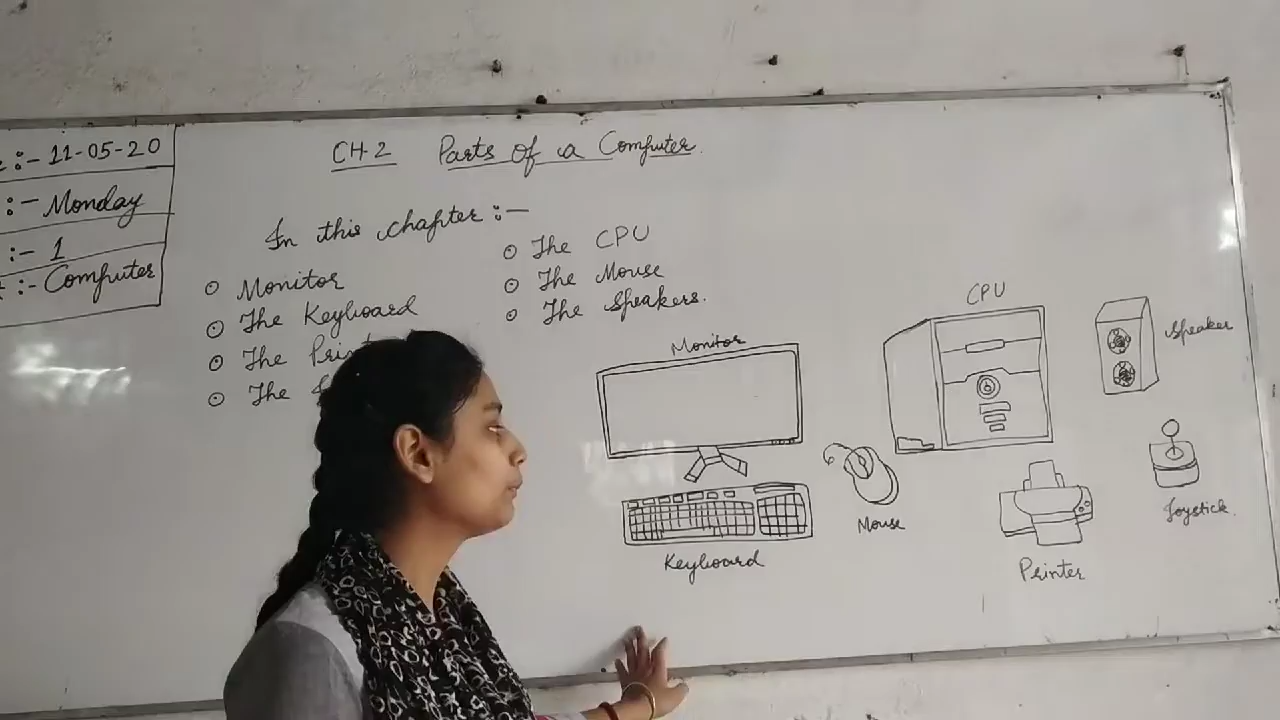 :- 11-05-20
:- Monday
:- 1
:- Computer
CH-2 Parts of a Computer
In this chapter :-
Monitor
The Keyboard
The
The
The CPU
The Mouse
The Speakers.
Monitor
CPU
Speaker
Mouse
Keyboard
Printer
Joystick.